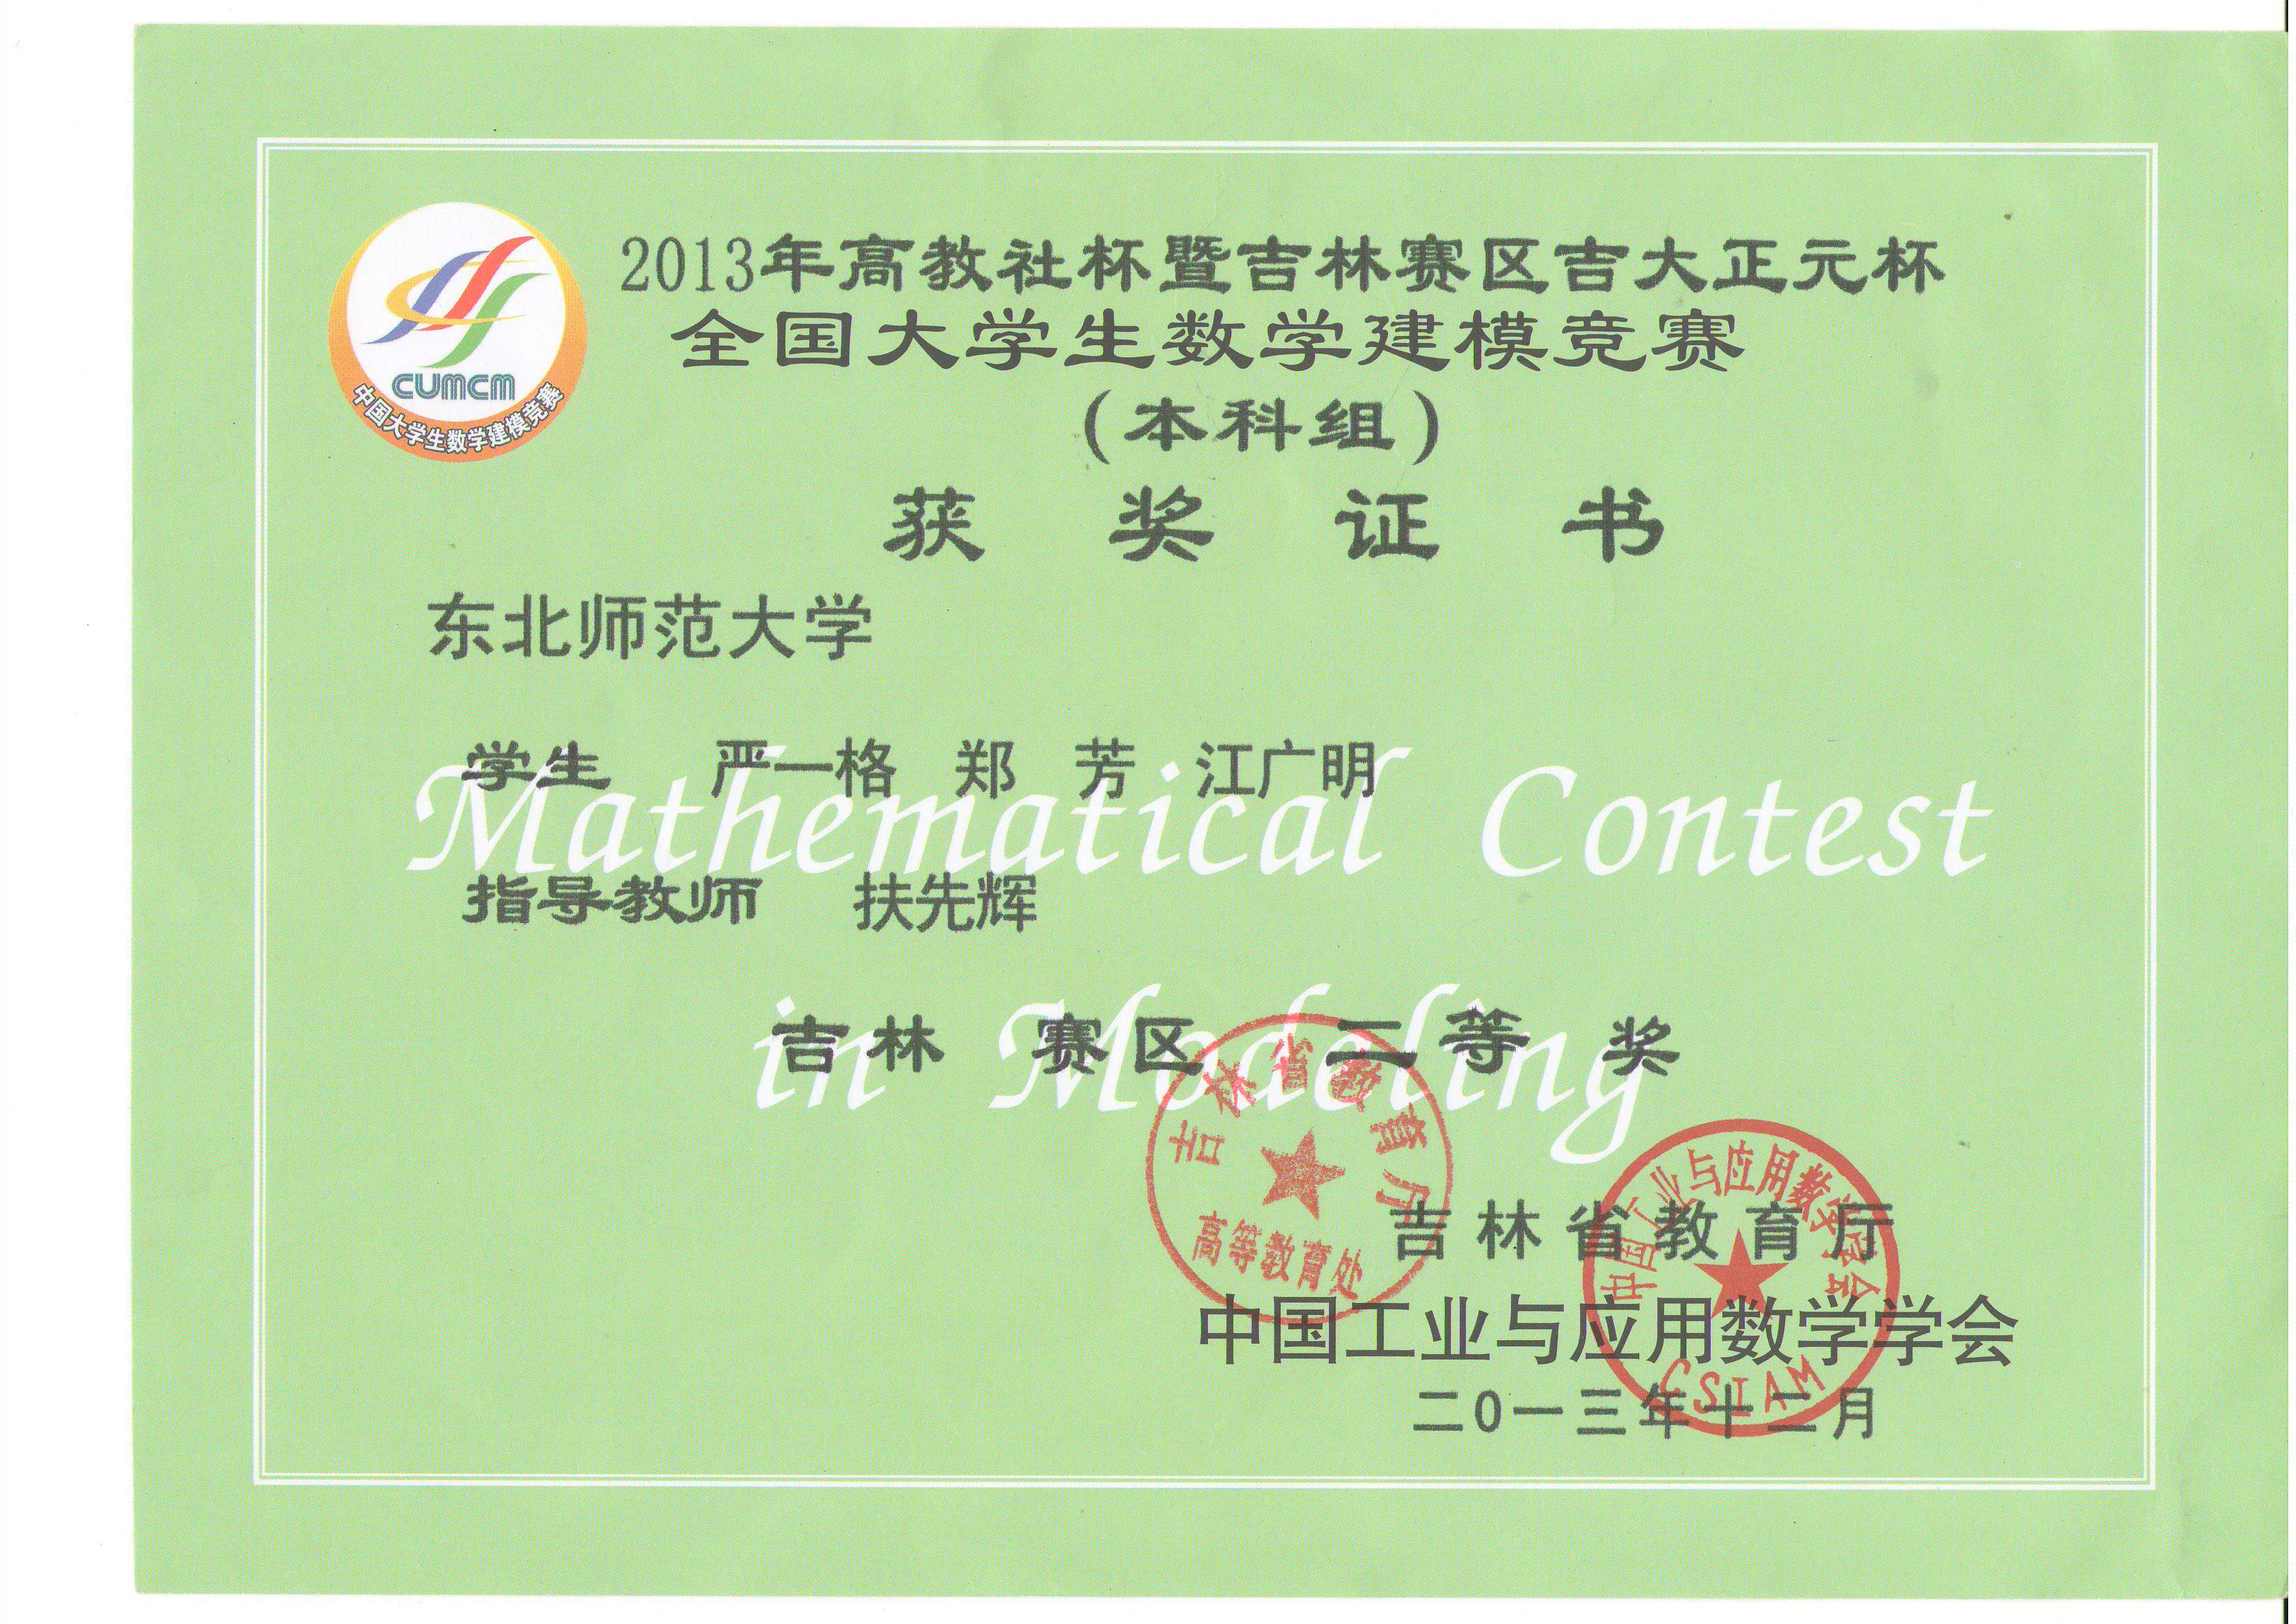 2013年高教社杯暨吉林赛区吉大正元杯
全国大学生数学建模竞赛
(本科组)
CUMCM
中国大学生数学建模竞赛
获奖证书
东北师范大学
学生 严一格 郑 芳 江广明
Mathematical Contest
指导教师 扶先辉
in Modeling
吉林 赛区 二等奖
吉林省教育厅
高等教育处
中国工业与应用数学学会
CSIAM
吉林省教育厅
中国工业与应用数学学会
二0一三年十二月